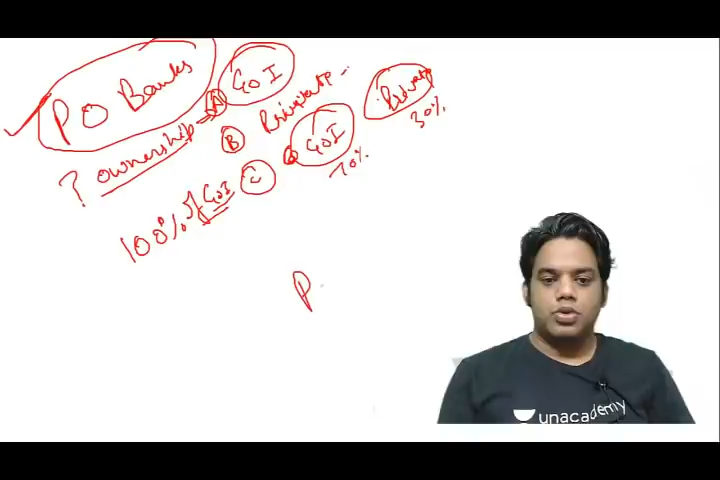 PO Banks
A GOI
? ownership
B Private
C GOI
70%
Private
30%
100% of GOI
P
unacademy